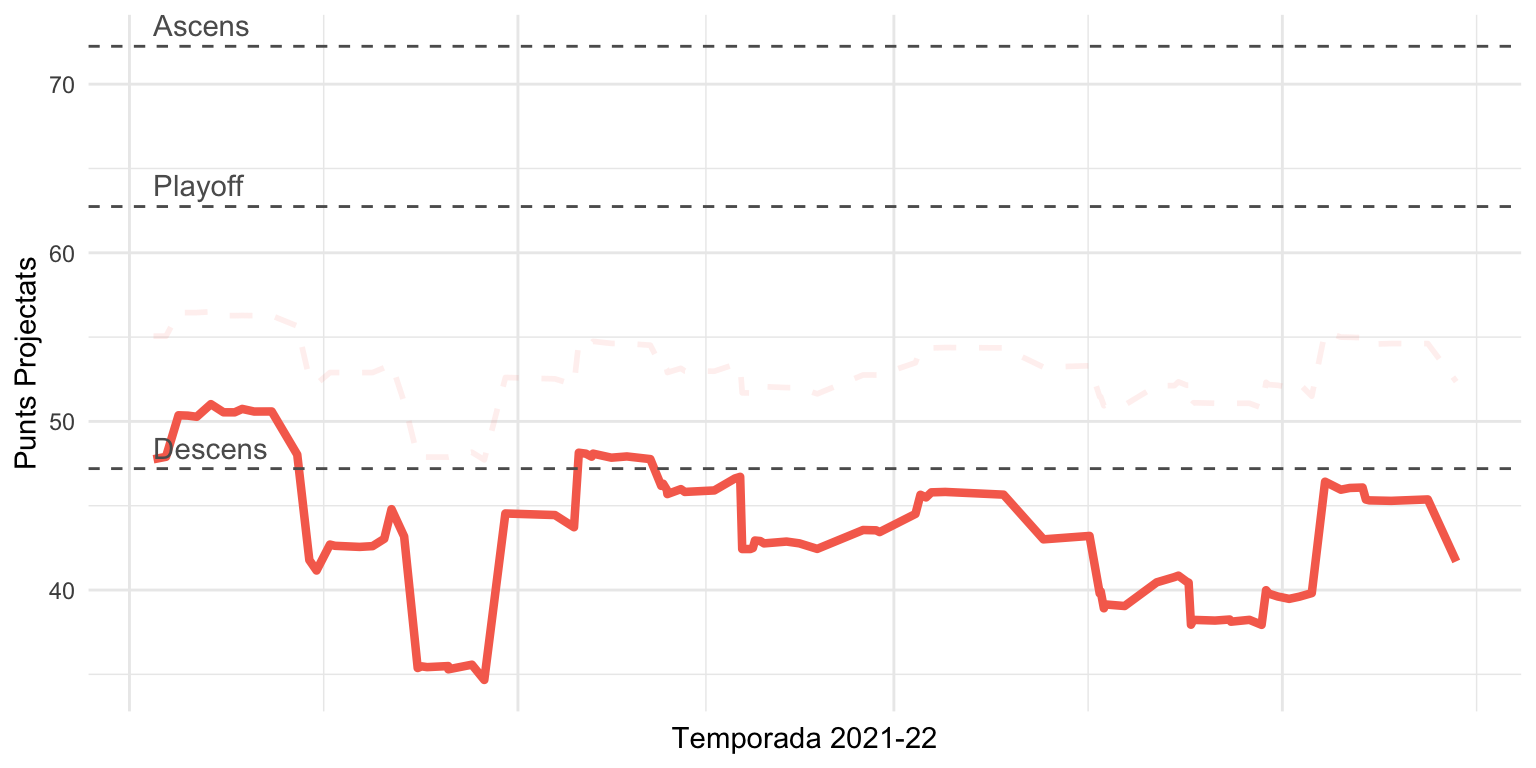 Ascens
70
Playoff
60
50
Descens
40
Punts Projectats
Temporada 2021-22